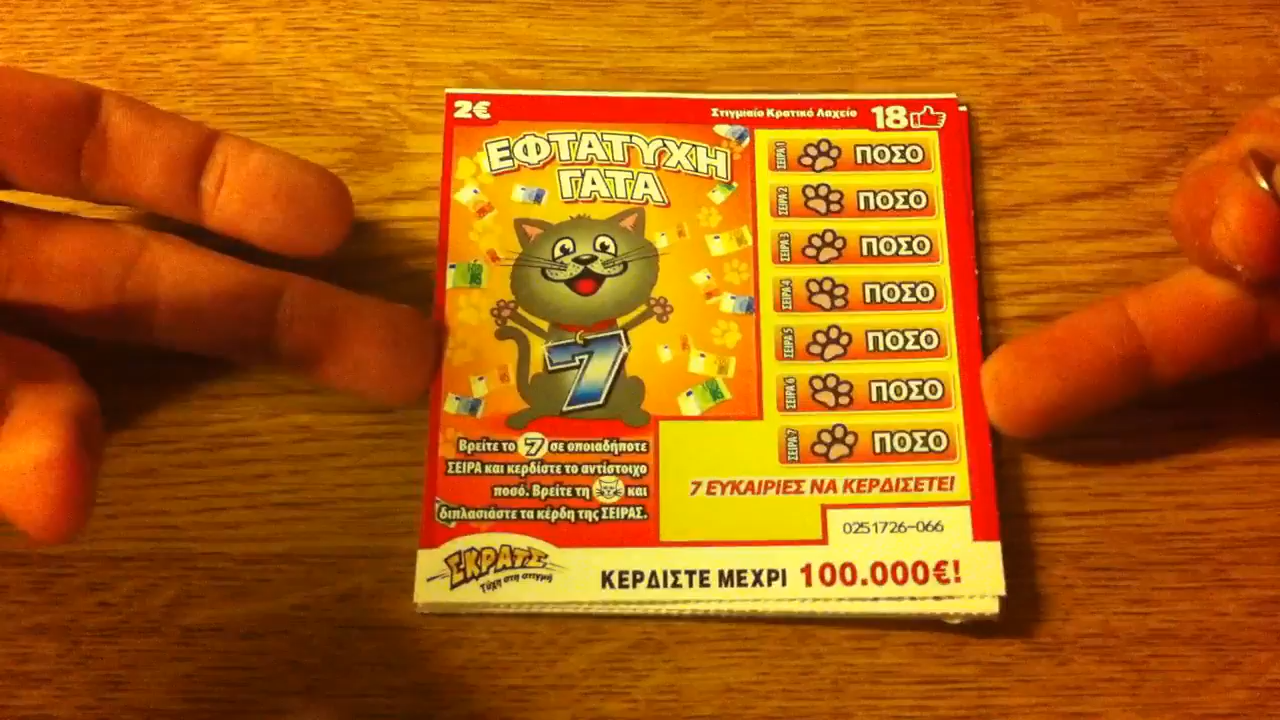 2€
Στιγμιαίο Κρατικό Λαχείο
18
ΕΦΤΑΤΥΧΗ
ΓΑΤΑ
7
Βρείτε το 7 σε οποιαδήποτε
ΣΕΙΡΑ και κερδίστε το αντίστοιχο
ποσό. Βρείτε τη και
διπλασιάστε τα κέρδη της ΣΕΙΡΑΣ.
ΣΕΙΡΑ 1 ΠΟΣΟ
ΣΕΙΡΑ 2 ΠΟΣΟ
ΣΕΙΡΑ 3 ΠΟΣΟ
ΣΕΙΡΑ 4 ΠΟΣΟ
ΣΕΙΡΑ 5 ΠΟΣΟ
ΣΕΙΡΑ 6 ΠΟΣΟ
ΣΕΙΡΑ 7 ΠΟΣΟ
7 ΕΥΚΑΙΡΙΕΣ ΝΑ ΚΕΡΔΙΣΕΤΕ!
0251726-066
ΣΚΡΑΤΣ
Τύχη στη στιγμή
ΚΕΡΔΙΣΤΕ ΜΕΧΡΙ 100.000€!